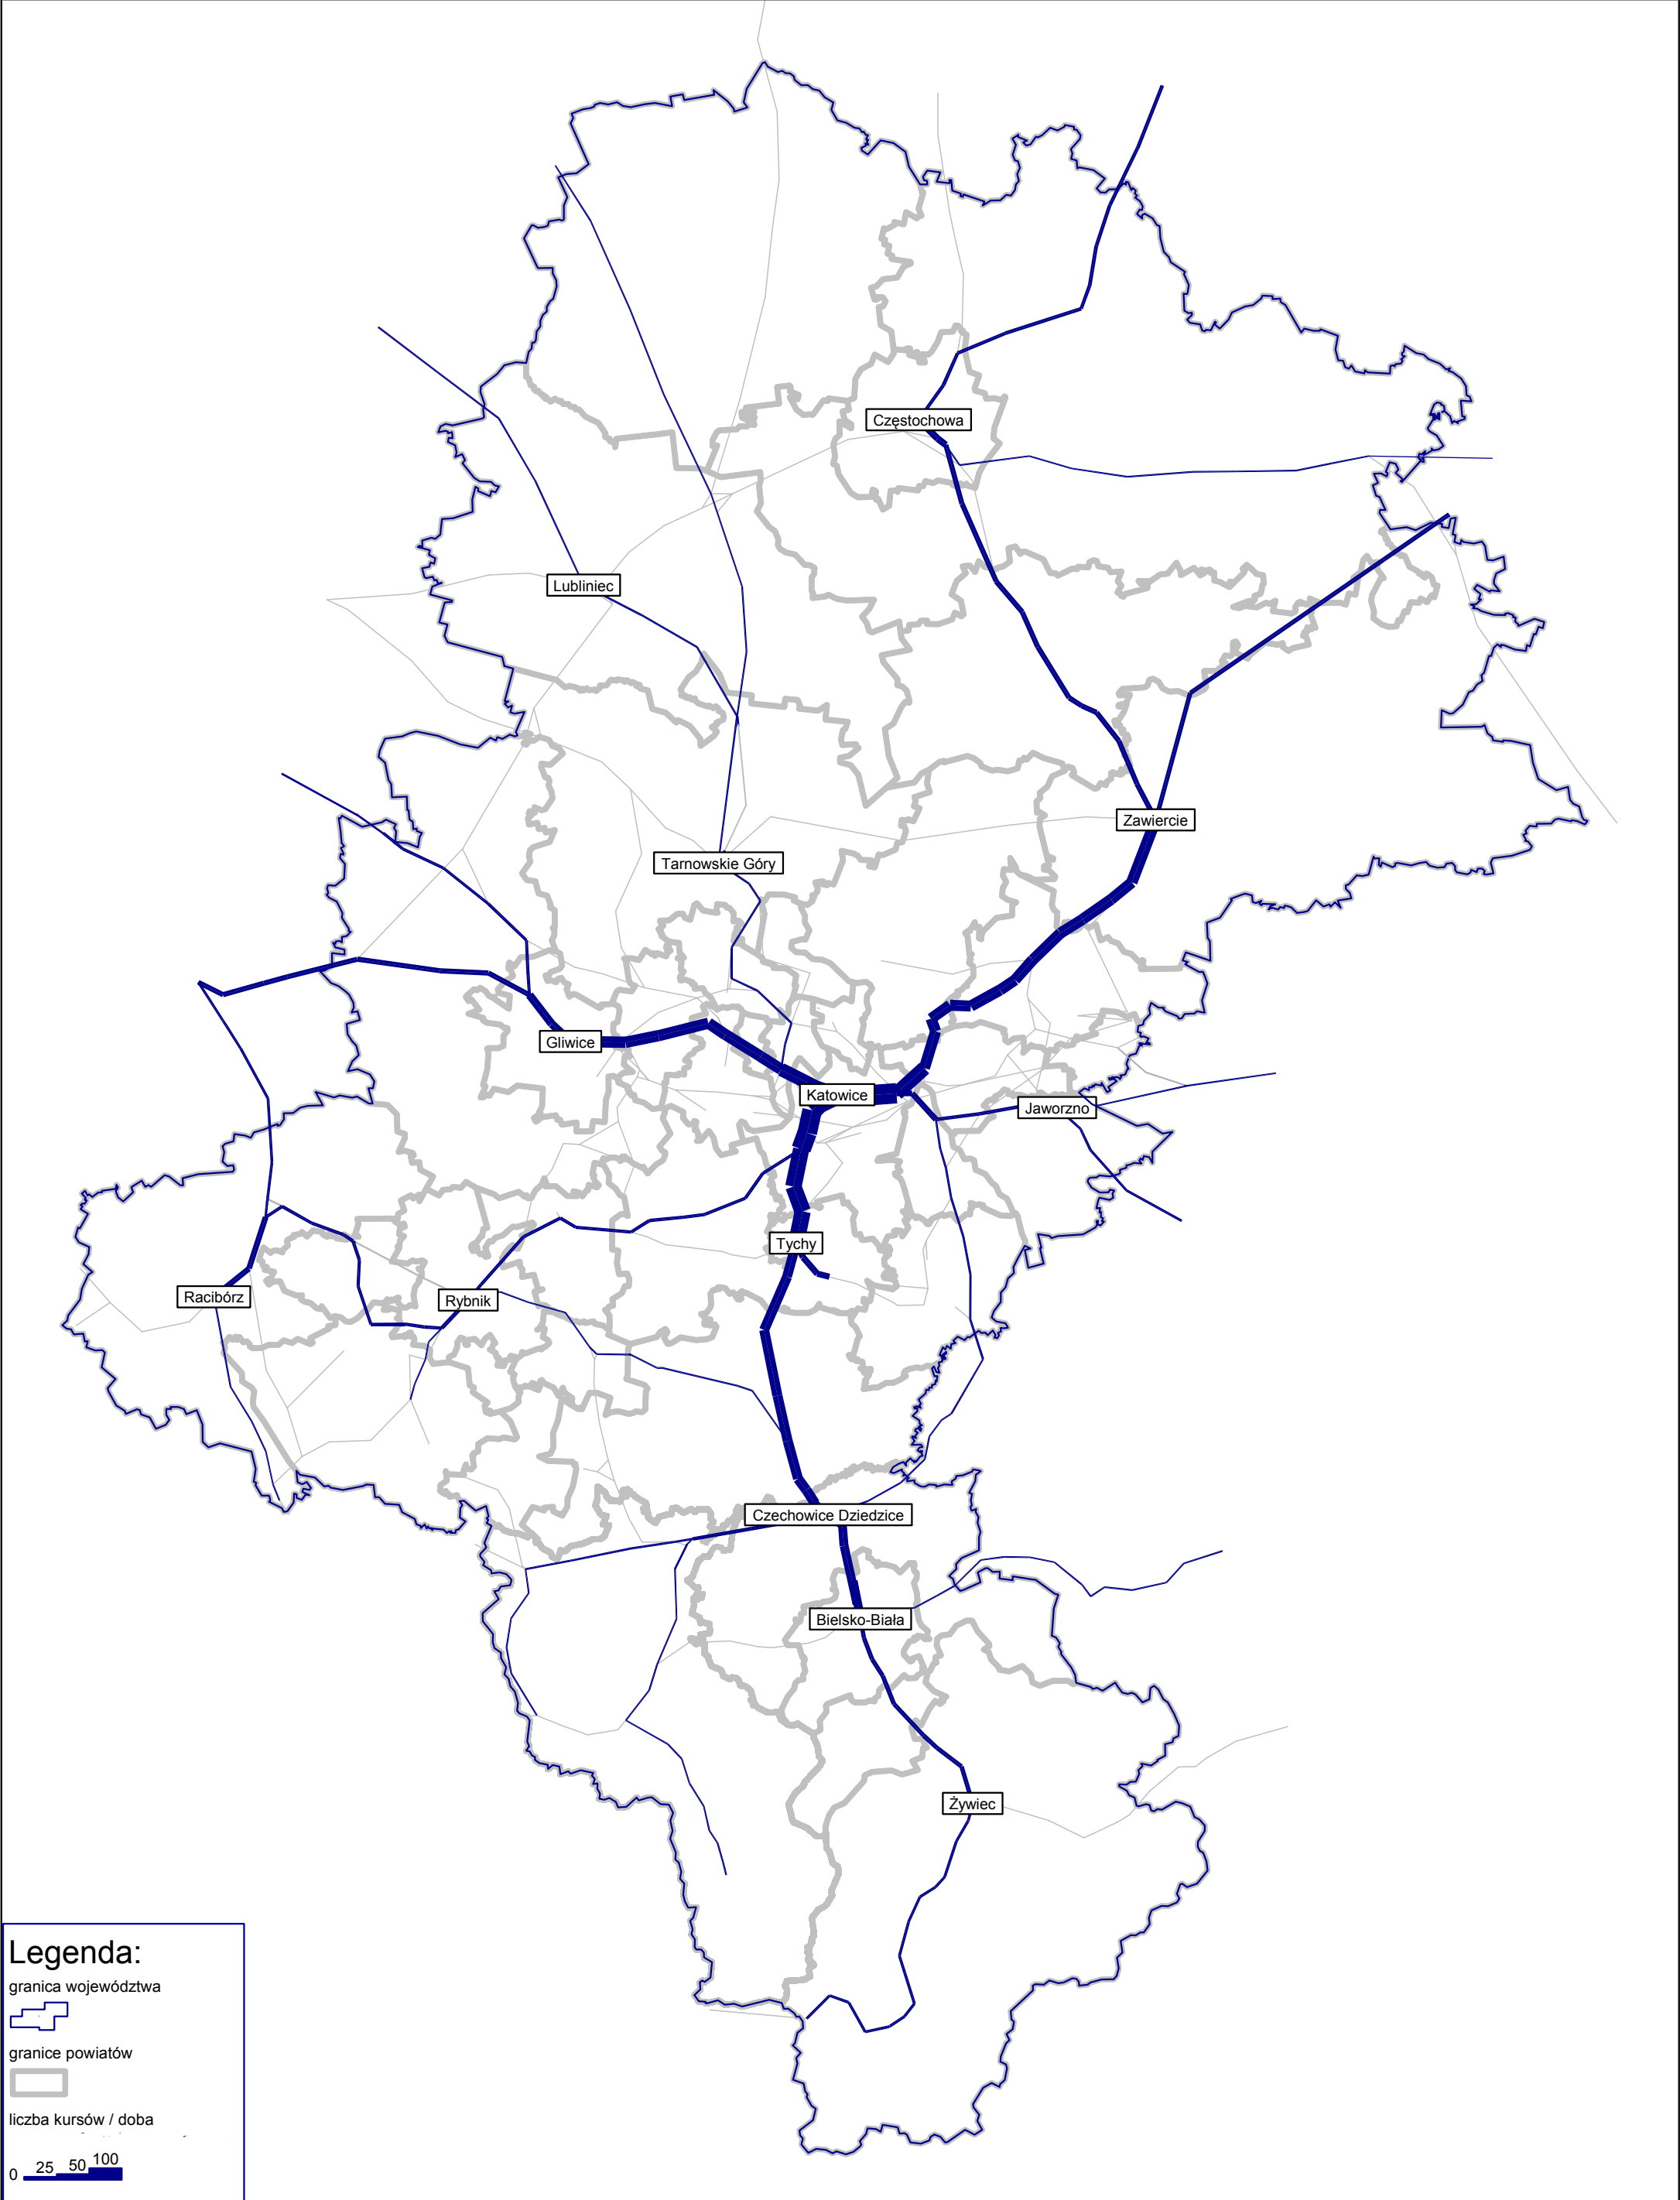 Częstochowa
Lubliniec
Zawiercie
Tarnowskie Góry
Gliwice
Katowice
Jaworzno
Tychy
Racibórz
Rybnik
Czechowice Dziedzice
Bielsko-Biała
Żywiec
Legenda:
granica województwa
granice powiatów
liczba kursów / doba
0 25 50 100